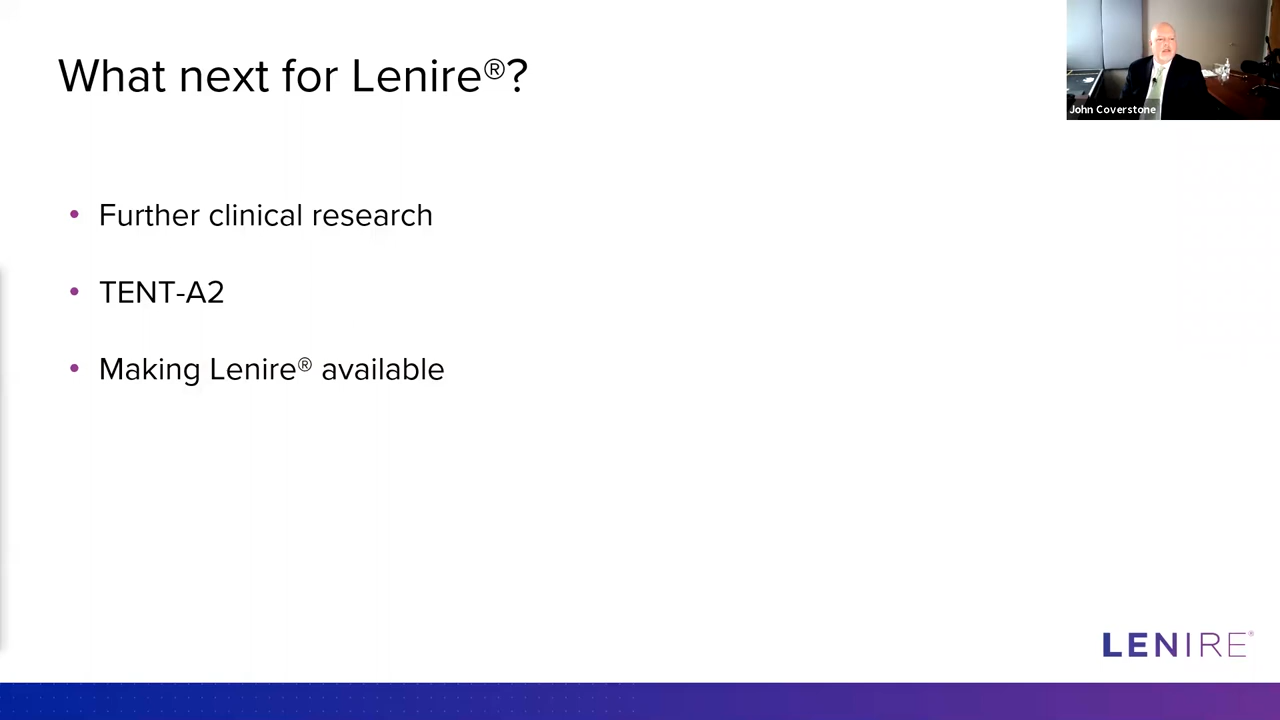 What next for Lenire®?
John Coverstone
• Further clinical research
• TENT-A2
• Making Lenire® available
LENIRE®